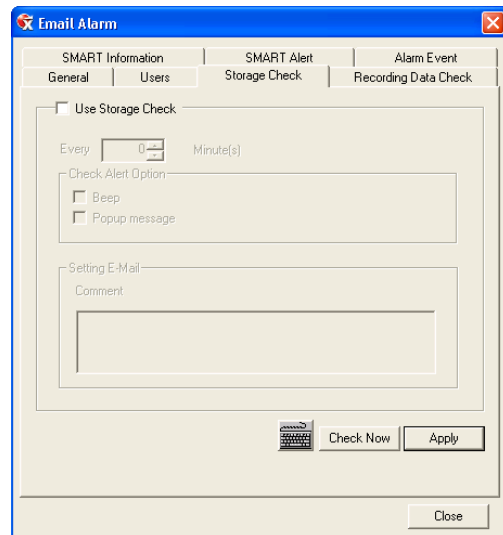 Email Alarm
SMART Information SMART Alert Alarm Event
General Users Storage Check Recording Data Check
Use Storage Check
Every 0 Minute(s)
Check Alert Option
Beep
Popup message
Setting E-Mail
Comment
Check Now Apply
Close